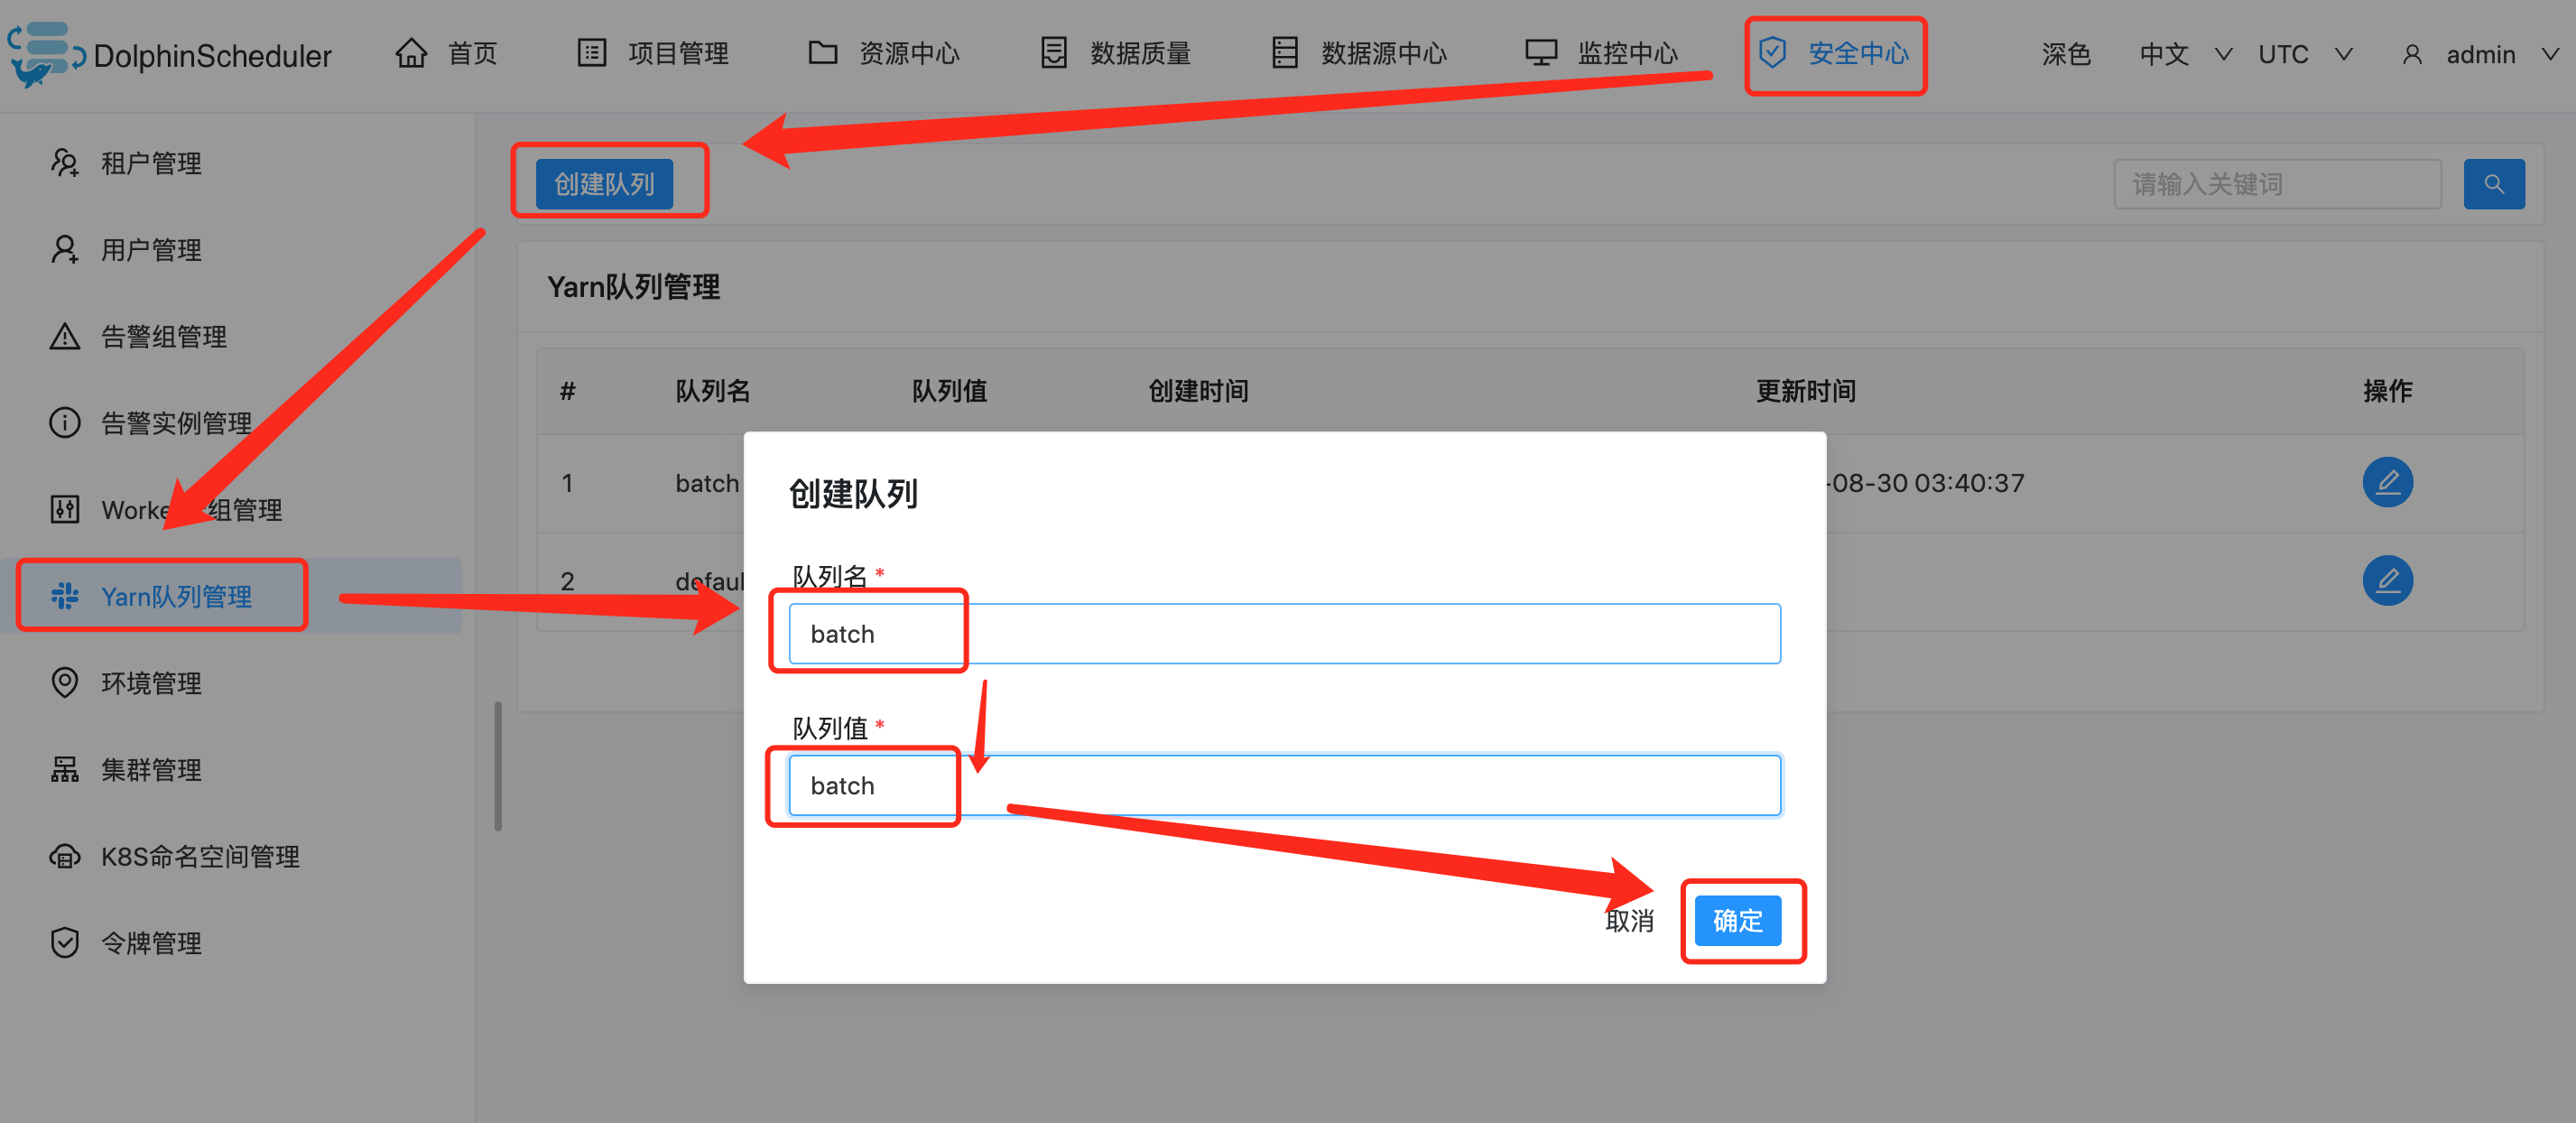 DolphinScheduler 首页 项目管理 资源中心 数据质量 数据源中心 监控中心 安全中心 深色 中文 UTC admin
租户管理
用户管理
告警组管理
告警实例管理
Worke 组管理
Yarn队列管理
环境管理
集群管理
K8S命名空间管理
令牌管理
创建队列 请输入关键词
Yarn队列管理
# 队列名 队列值 创建时间 更新时间 操作
1 batch -08-30 03:40:37
2 defaul
创建队列
队列名 *
batch
队列值 *
batch
取消 确定